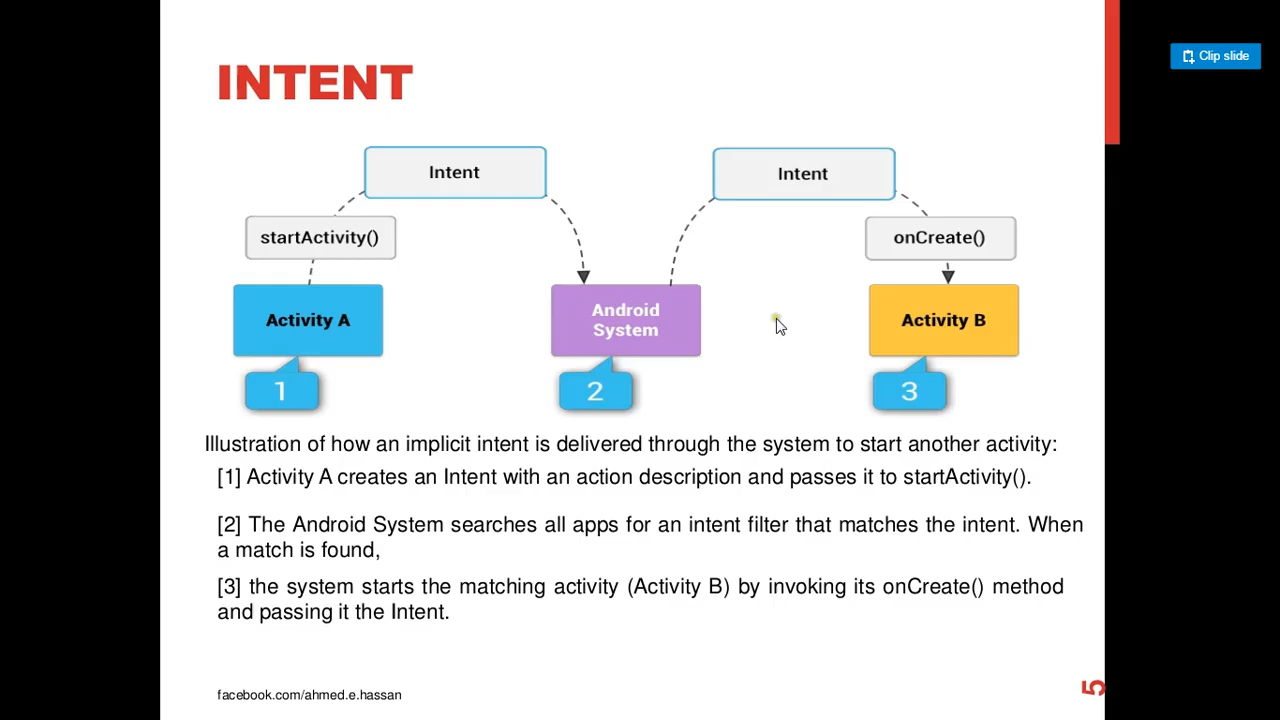 Clip slide
INTENT
Intent
Intent
startActivity()
onCreate()
Activity A
Android
System
Activity B
1
2
3
Illustration of how an implicit intent is delivered through the system to start another activity:
[1] Activity A creates an Intent with an action description and passes it to startActivity().
[2] The Android System searches all apps for an intent filter that matches the intent. When
a match is found,
[3] the system starts the matching activity (Activity B) by invoking its onCreate() method
and passing it the Intent.
facebook.com/ahmed.e.hassan
5